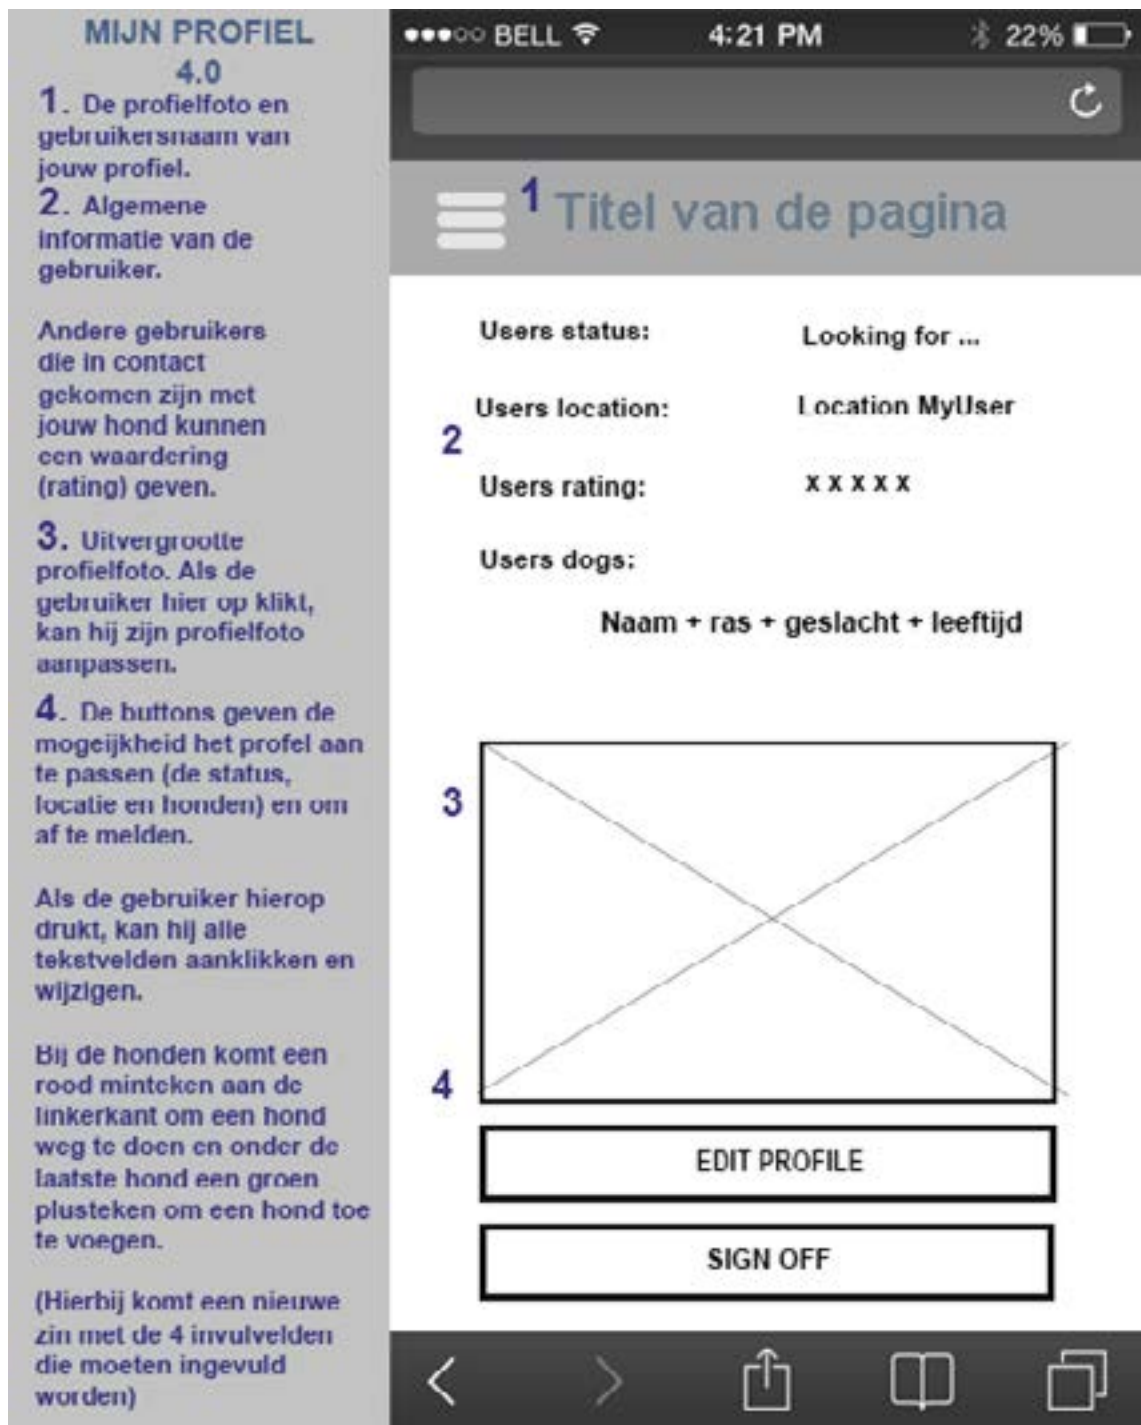 MIJN PROFIEL
4.0
1. De profielfoto en
gebruikersnaam van
jouw profiel.
2. Algemene
informatie van de
gebruiker.
Andere gebruikers
die in contact
gekomen zijn met
jouw hond kunnen
een waardering
(rating) geven.
3. Uitvergrootte
profielfoto. Als de
gebruiker hier op klikt,
kan hij zijn profielfoto
aanpassen.
4. De buttons geven de
mogeijkheid het profel aan
te passen (de status,
locatie en honden) en om
af te melden.
Als de gebruiker hierop
drukt, kan hij alle
tekstvelden aanklikken en
wijzigen.
Bij de honden komt een
rood minteken aan de
linkerkant om een hond
weg te doen en onder de
laatste hond een groen
plusteken om een hond toe
te voegen.
(Hierbij komt een nieuwe
zin met de 4 invulvelden
die moeten ingevuld
worden)
BELL 4:21 PM 22%
1 Titel van de pagina
Users status: Looking for ...
Users location: Location MyUser
2
Users rating: X X X X X
Users dogs:
Naam + ras + geslacht + leeftijd
3
4
EDIT PROFILE
SIGN OFF